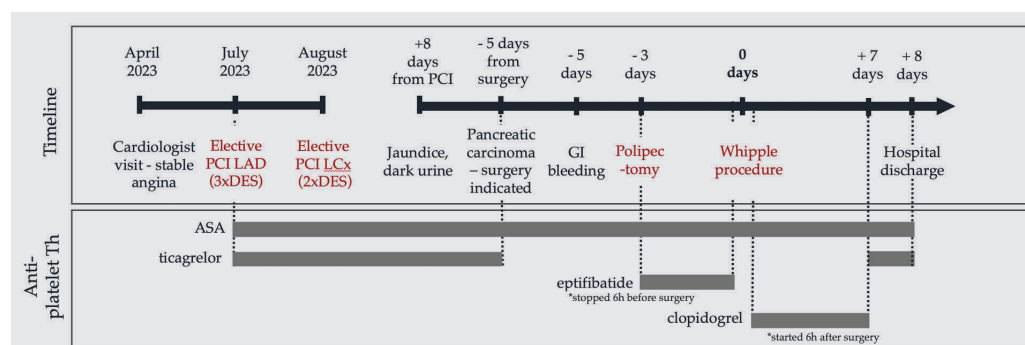 April
2023
July
2023
August
2023
+8
days
from PCI
- 5 days
from
surgery
- 5
days
- 3
days
0
days
+ 7
days
+ 8
days
Timeline
Cardiologist
visit - stable
angina
Elective
PCI LAD
(3xDES)
Elective
PCI LCx
(2xDES)
Jaundice,
dark urine
Pancreatic
carcinoma
– surgery
indicated
GI
bleeding
Polipec
-tomy
Whipple
procedure
Hospital
discharge
Anti-
platelet Th
ASA
ticagrelor
eptifibatide
*stopped 6h before surgery
clopidogrel
*started 6h after surgery